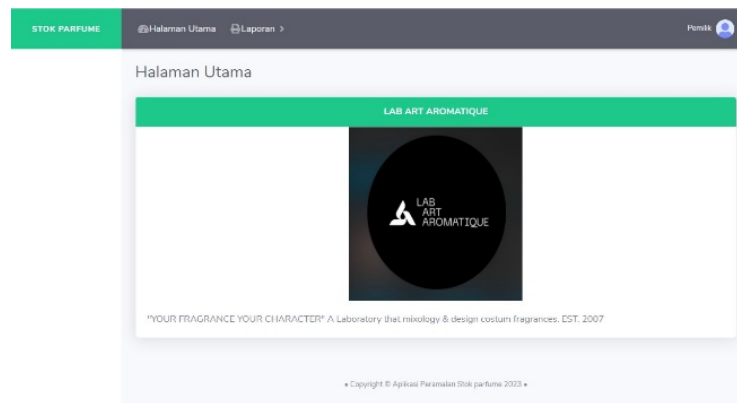 STOK PARFUME
Halaman Utama Laporan >
Pemilik
Halaman Utama
LAB ART AROMATIQUE
LAB
ART
AROMATIQUE
"YOUR FRAGRANCE YOUR CHARACTER" A Laboratory that mixology & design costum fragrances. EST. 2007
• Copyright © Aplikasi Peramalan Stok parfume 2023 •